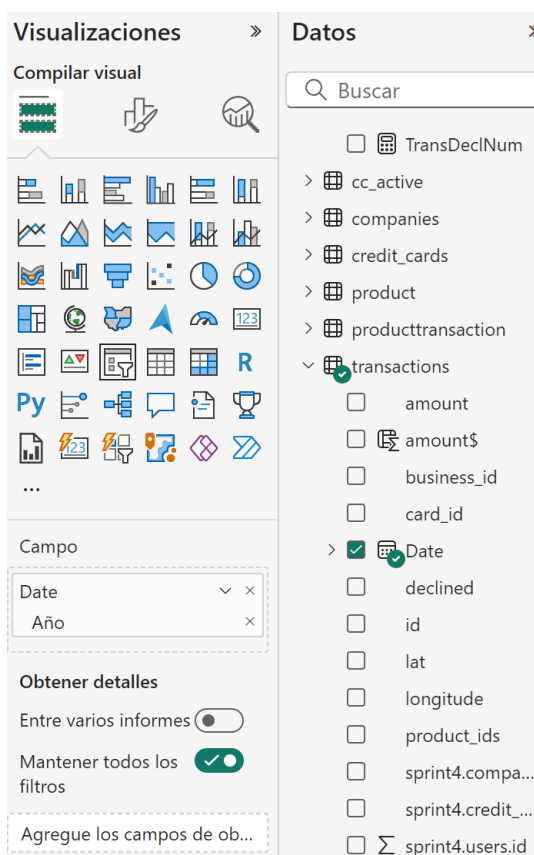 Visualizaciones »
Compilar visual
123
R
Py
123
...
Campo
Date
Año
Obtener detalles
Entre varios informes
Mantener todos los
filtros
Agregue los campos de ob...
Datos
Buscar
TransDeclNum
cc_active
companies
credit_cards
product
producttransaction
transactions
amount
amount$
business_id
card_id
Date
declined
id
lat
longitude
product_ids
sprint4.compa...
sprint4.credit_...
Σ sprint4.users.id